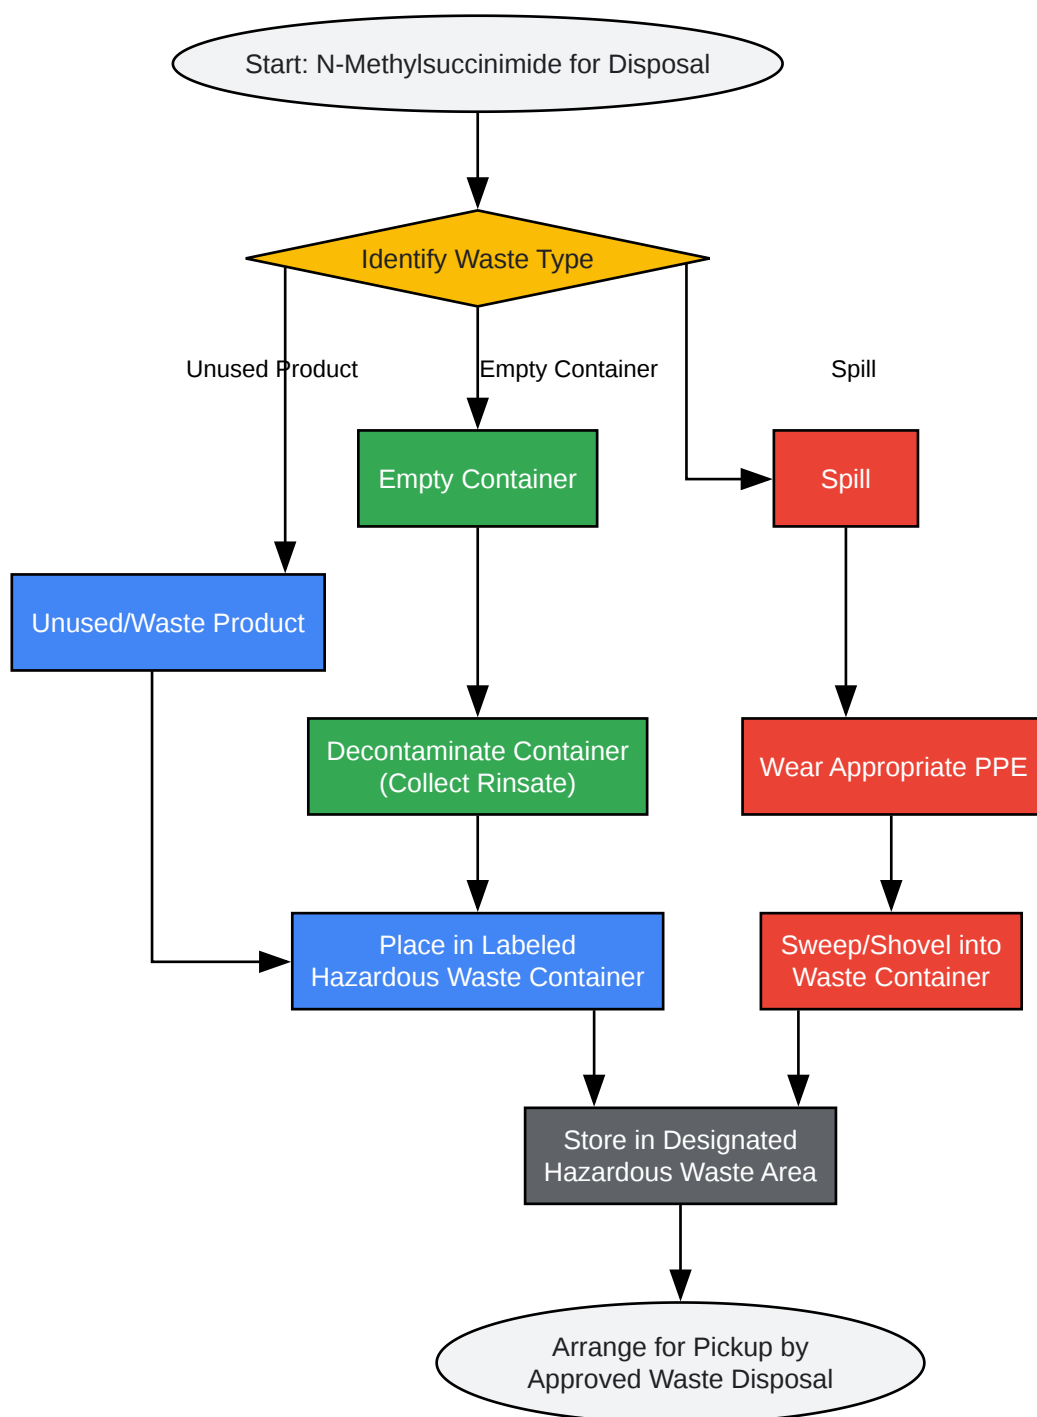 Start: N-Methylsuccinimide for Disposal
Identify Waste Type
Unused Product
Empty Container
Spill
Empty Container
Spill
Unused/Waste Product
Decontaminate Container
(Collect Rinsate)
Wear Appropriate PPE
Place in Labeled
Hazardous Waste Container
Sweep/Shovel into
Waste Container
Store in Designated
Hazardous Waste Area
Arrange for Pickup by
Approved Waste Disposal